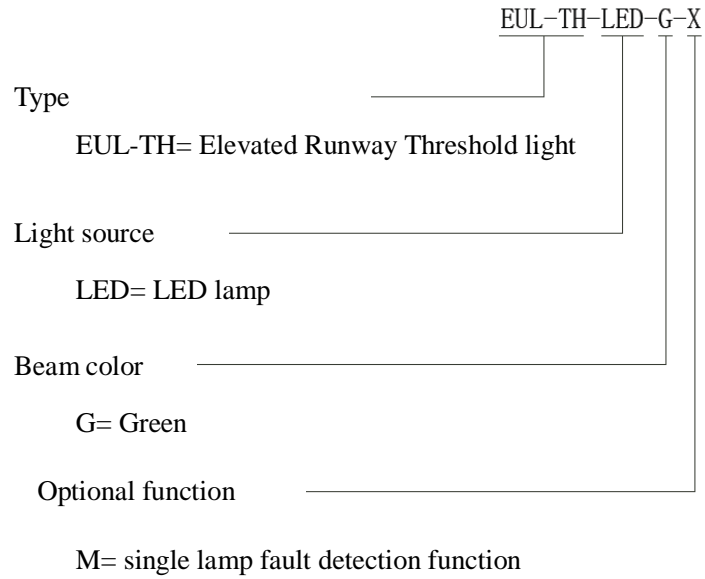 EUL-TH-LED-G-X
Type
EUL-TH= Elevated Runway Threshold light
Light source
LED= LED lamp
Beam color
G= Green
Optional function
M= single lamp fault detection function